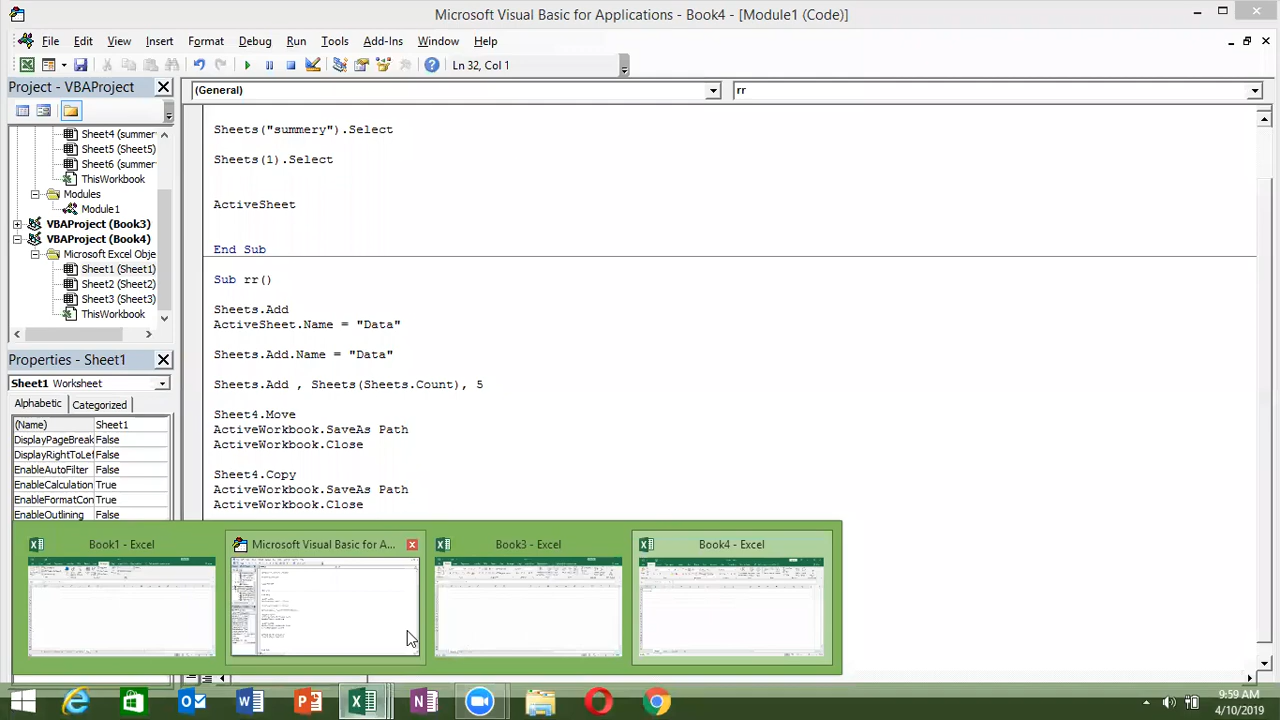 Microsoft Visual Basic for Applications - Book4 - [Module1 (Code)]
File Edit View Insert Format Debug Run Tools Add-Ins Window Help
Ln 32, Col 1
Project - VBAProject
(General)
rr
Sheet4 (summer
Sheet5 (Sheet5)
Sheet6 (summe
ThisWorkbook
Modules
Module1
VBAProject (Book3)
VBAProject (Book4)
Microsoft Excel Obje
Sheet1 (Sheet1)
Sheet2 (Sheet2)
Sheet3 (Sheet3)
ThisWorkbook
Properties - Sheet1
Sheet1 Worksheet
Alphabetic Categorized
(Name) Sheet1
DisplayPageBreak False
DisplayRightToLef False
EnableAutoFilter False
EnableCalculation True
EnableFormatCon True
EnableOutlining False
Sheets("summery").Select
Sheets(1).Select
ActiveSheet
End Sub
Sub rr()
Sheets.Add
ActiveSheet.Name = "Data"
Sheets.Add.Name = "Data"
Sheets.Add , Sheets(Sheets.Count), 5
Sheet4.Move
ActiveWorkbook.SaveAs Path
ActiveWorkbook.Close
Sheet4.Copy
ActiveWorkbook.SaveAs Path
ActiveWorkbook.Close
Book1 - Excel
Microsoft Visual Basic for A...
Book3 - Excel
Book4 - Excel
9:59 AM
4/10/2019